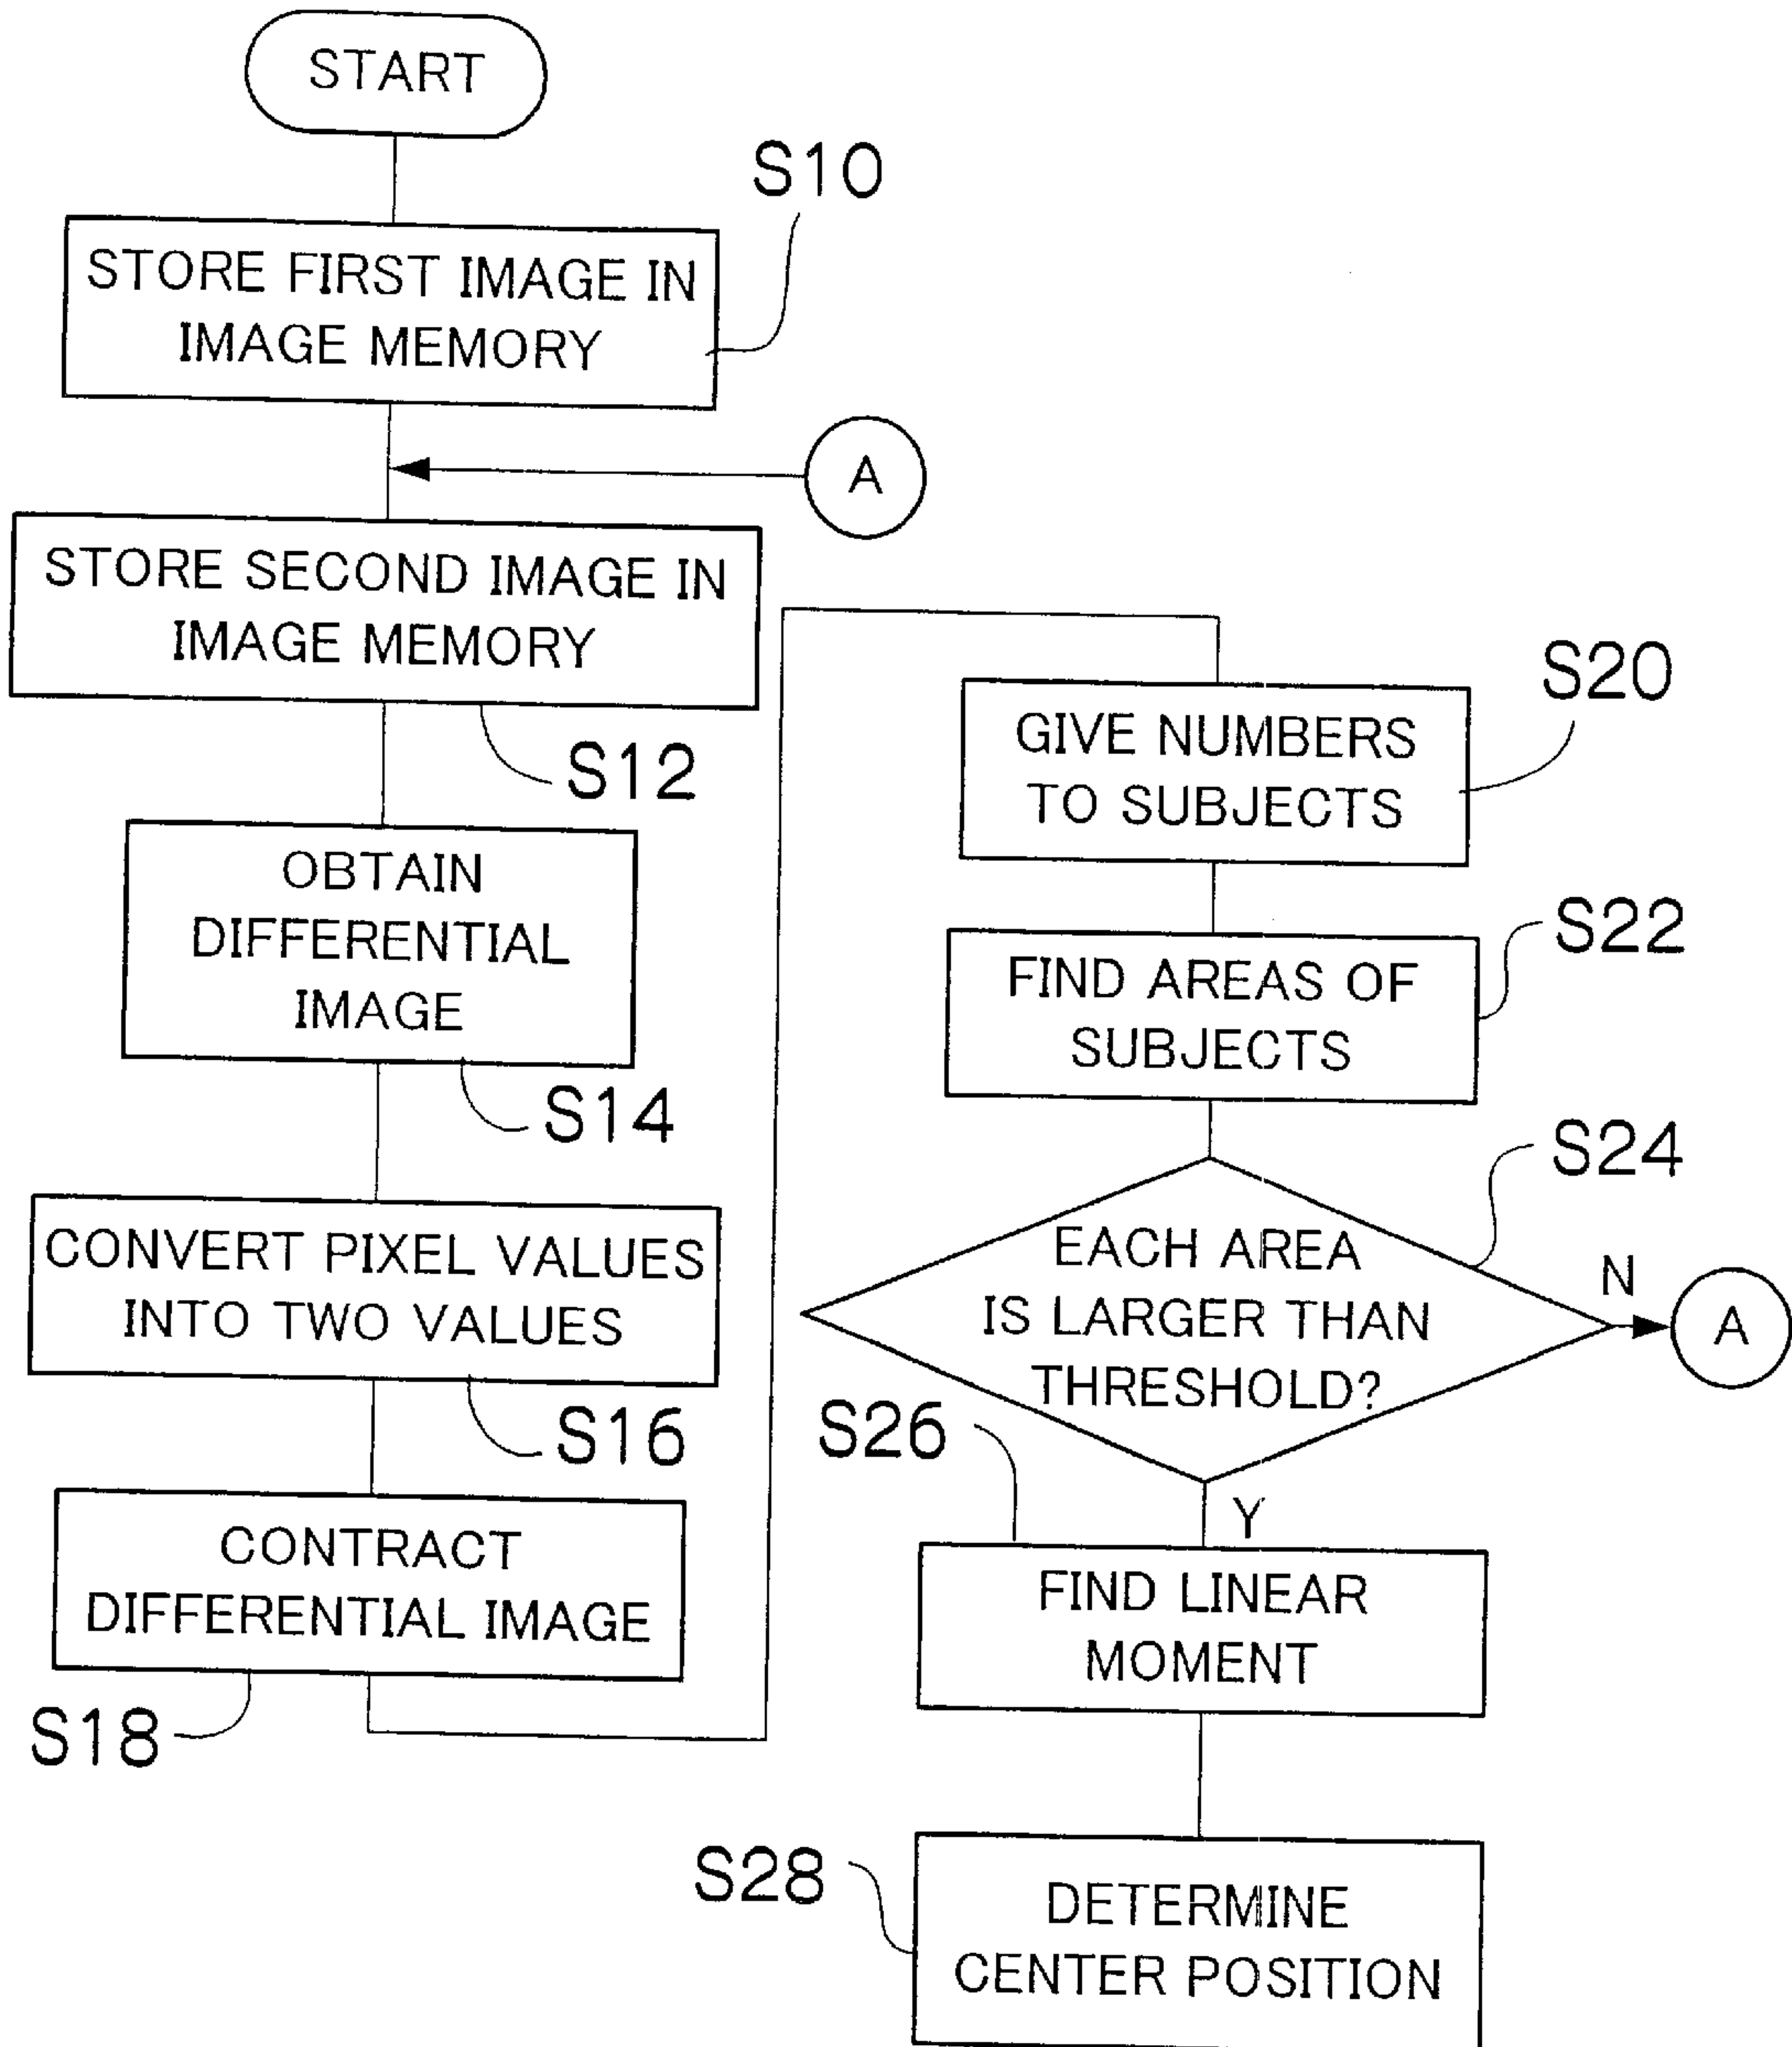 START
S10
STORE FIRST IMAGE IN
IMAGE MEMORY
A
STORE SECOND IMAGE IN
IMAGE MEMORY
S12
OBTAIN
DIFFERENTIAL
IMAGE
S14
CONVERT PIXEL VALUES
INTO TWO VALUES
S16
CONTRACT
DIFFERENTIAL IMAGE
S18
S20
GIVE NUMBERS
TO SUBJECTS
S22
FIND AREAS OF
SUBJECTS
S24
EACH AREA
IS LARGER THAN
THRESHOLD?
N
A
Y
S26
FIND LINEAR
MOMENT
S28
DETERMINE
CENTER POSITION